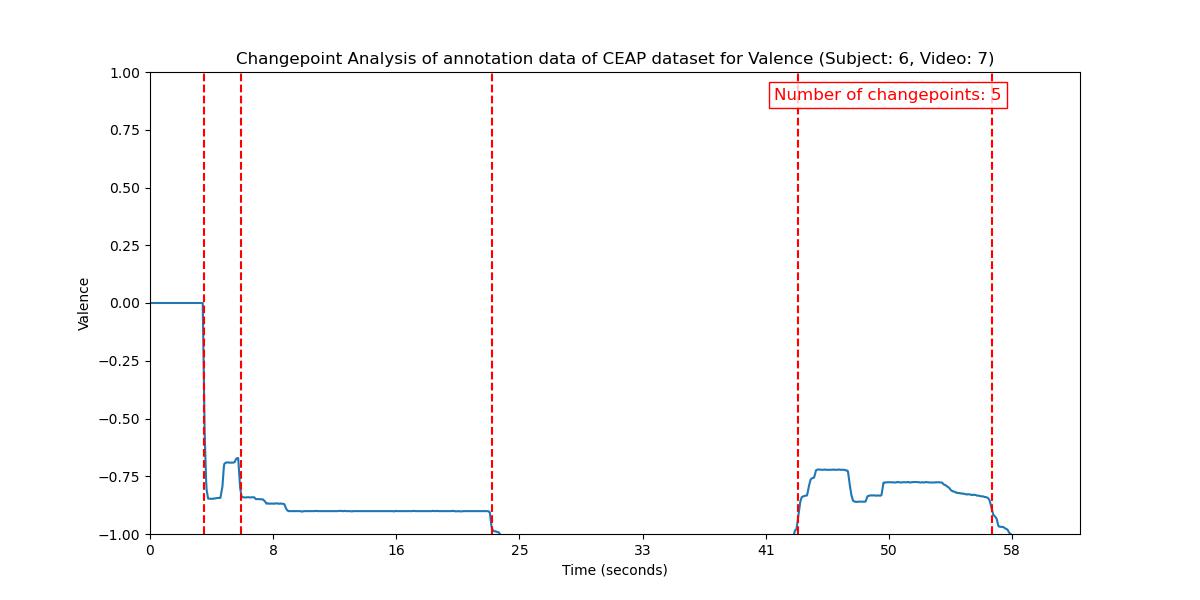 Changepoint Analysis of annotation data of CEAP dataset for Valence (Subject: 6, Video: 7)
Number of changepoints: 5
1.00
0.75
0.50
0.25
0.00
−0.25
−0.50
−0.75
−1.00
Valence
0 8 16 25 33 41 50 58
Time (seconds)